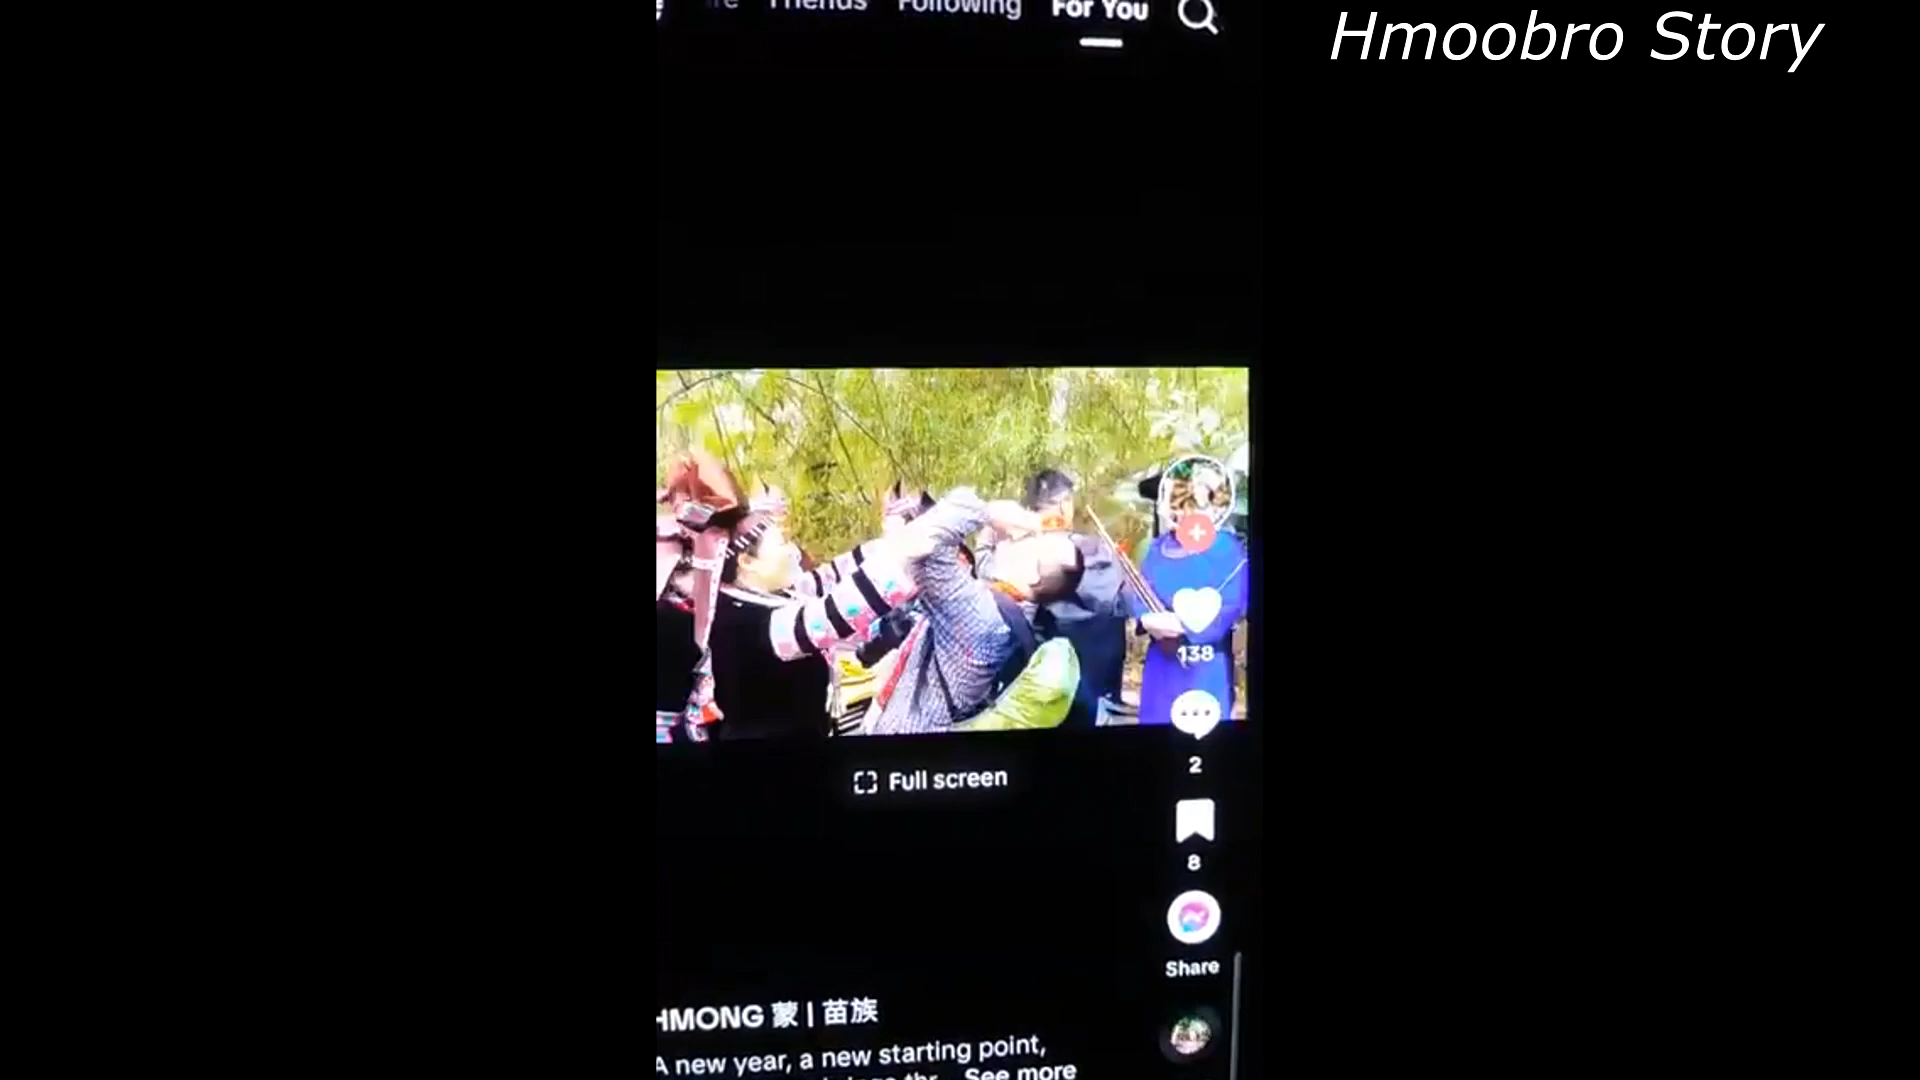 Hmoobro Story
Friends Following For You
138
2
Full screen
8
Share
HMONG 蒙 | 苗族
A new year, a new starting point,
See more